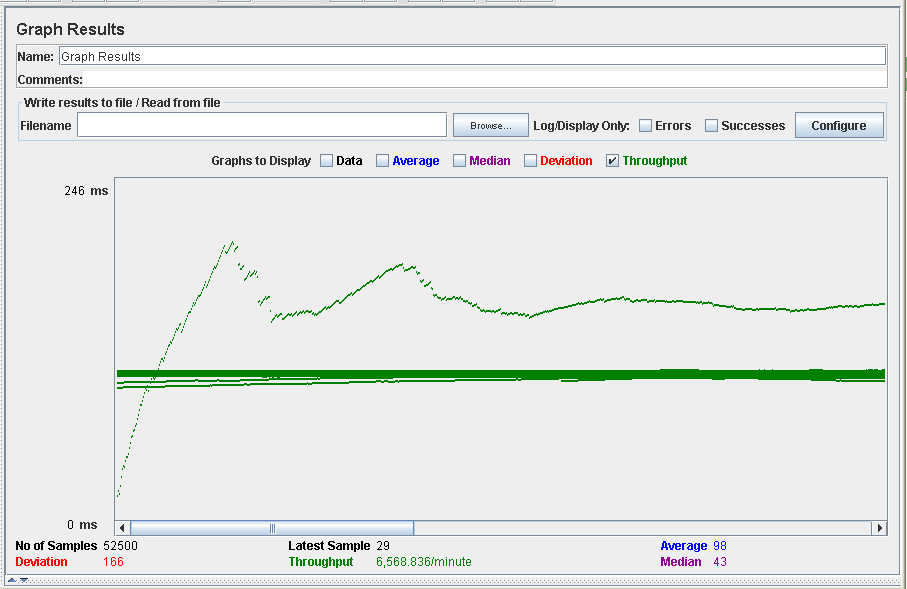 Graph Results
Name: Graph Results
Comments:
Write results to file / Read from file
Filename Browse... Log/Display Only: Errors Successes Configure
Graphs to Display Data Average Median Deviation Throughput
246 ms
0 ms
No of Samples 52500 Latest Sample 29 Average 98
Deviation 166 Throughput 6,568.836/minute Median 43